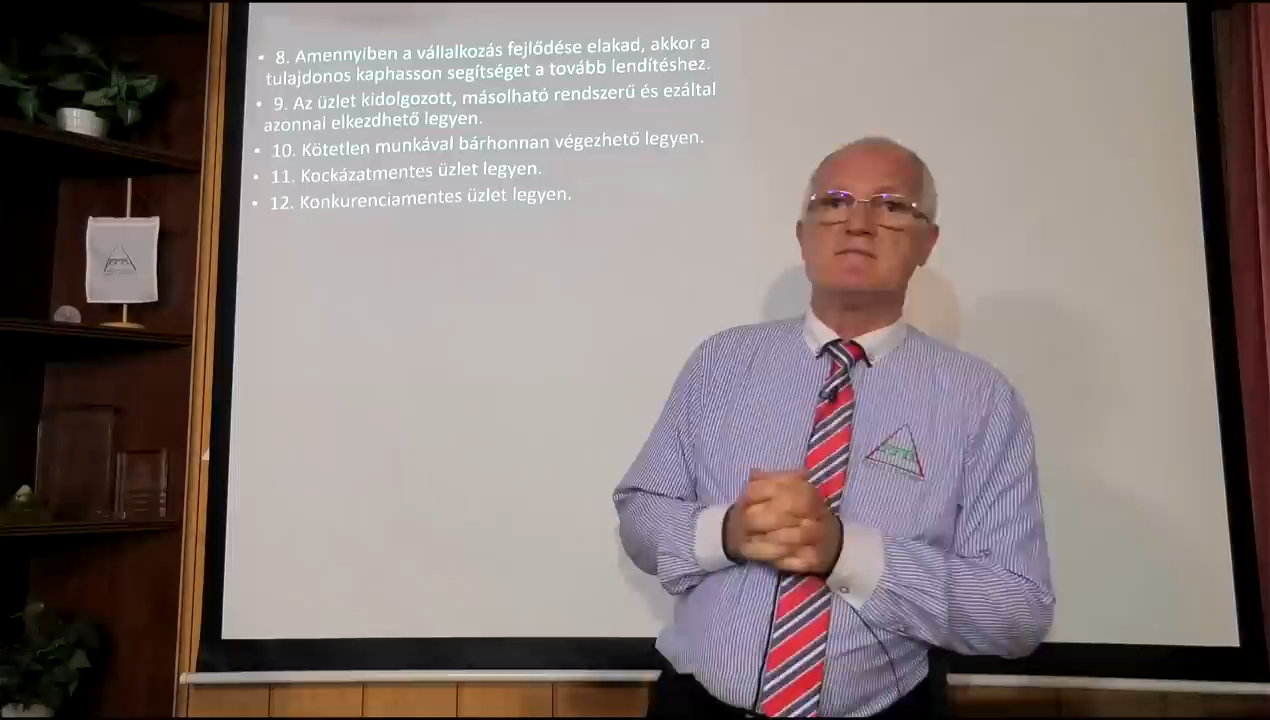 • 8. Amennyiben a vállalkozás fejlődése elakad, akkor a
tulajdonos kaphasson segítséget a tovább lendítéshez.
• 9. Az üzlet kidolgozott, másolható rendszerű és ezáltal
azonnal elkezdhető legyen.
• 10. Kötetlen munkával bárhonnan végezhető legyen.
• 11. Kockázatmentes üzlet legyen.
• 12. Konkurenciamentes üzlet legyen.